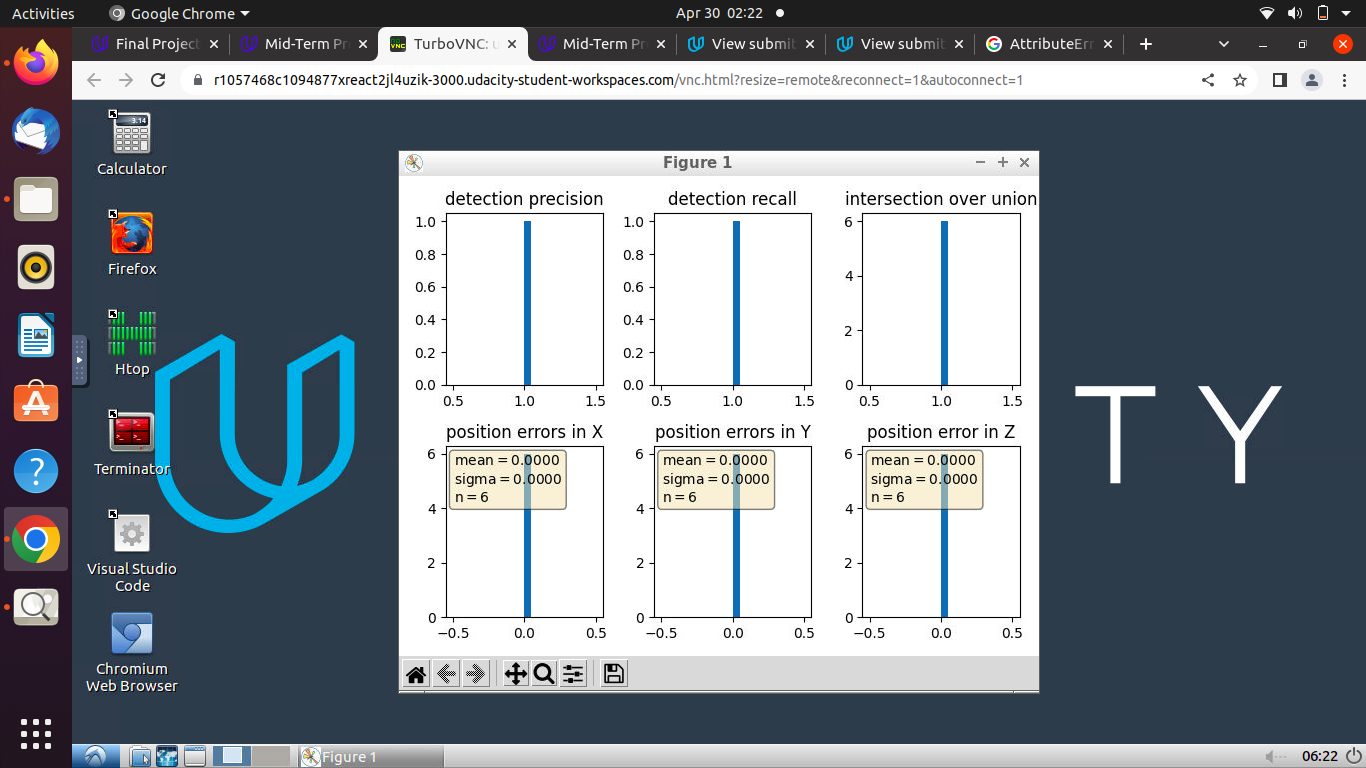 Activities
Google Chrome
Apr 30 02:22
Final Project
Mid-Term Pr
TurboVNC: u
Mid-Term Pr
View submit
View submit
AttributeErr
r1057468c1094877xreact2jl4uzik-3000.udacity-student-workspaces.com/vnc.html?resize=remote&reconnect=1&autoconnect=1
3.14
Calculator
Firefox
Htop
Terminator
Visual Studio
Code
Chromium
Web Browser
T Y
Figure 1
detection precision
1.0
0.8
0.6
0.4
0.2
0.0
0.5 1.0 1.5
detection recall
1.0
0.8
0.6
0.4
0.2
0.0
0.5 1.0 1.5
intersection over union
6
4
2
0
0.5 1.0 1.5
position errors in X
mean = 0.0000
sigma = 0.0000
n = 6
6
4
2
0
−0.5 0.0 0.5
position errors in Y
mean = 0.0000
sigma = 0.0000
n = 6
6
4
2
0
−0.5 0.0 0.5
position error in Z
mean = 0.0000
sigma = 0.0000
n = 6
6
4
2
0
−0.5 0.0 0.5
Figure 1
06:22